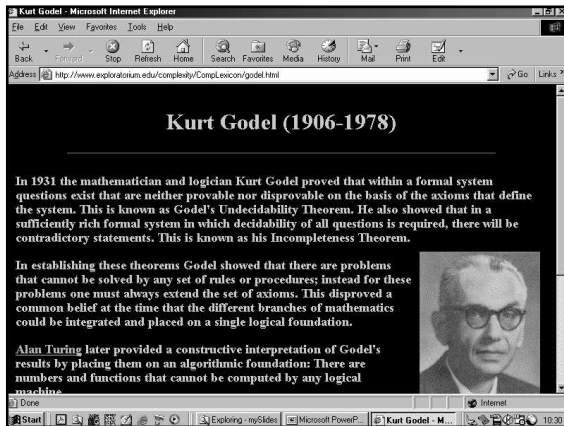 Kurt Godel - Microsoft Internet Explorer
File Edit View Favorites Tools Help
Back Forward Stop Refresh Home Search Favorites Media History Mail Print Edit
Address http://www.exploratorium.edu/complexity/CompLexicon/godel.html Go Links »
Kurt Godel (1906-1978)
In 1931 the mathematician and logician Kurt Godel proved that within a formal system
questions exist that are neither provable nor disprovable on the basis of the axioms that define
the system. This is known as Godel's Undecidability Theorem. He also showed that in a
sufficiently rich formal system in which decidability of all questions is required, there will be
contradictory statements. This is known as his Incompleteness Theorem.
In establishing these theorems Godel showed that there are problems
that cannot be solved by any set of rules or procedures; instead for these
problems one must always extend the set of axioms. This disproved a
common belief at the time that the different branches of mathematics
could be integrated and placed on a single logical foundation.
Alan Turing later provided a constructive interpretation of Godel's
results by placing them on an algorithmic foundation: There are
numbers and functions that cannot be computed by any logical
machine
Done Internet
Start Exploring - mySlides Microsoft PowerP... Kurt Godel - M... 10:30